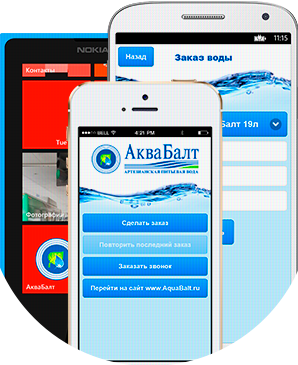 NOKIA
Контакты
Tue
Фотографии
АкваБалт
11:15
Назад
Заказ воды
Балт 19л
BELL
4:21 PM
АкваБалт
АРТЕЗИАНСКАЯ ПИТЬЕВАЯ ВОДА
Сделать заказ
Повторить последний заказ
Заказать звонок
Перейти на сайт www.AquaBalt.ru